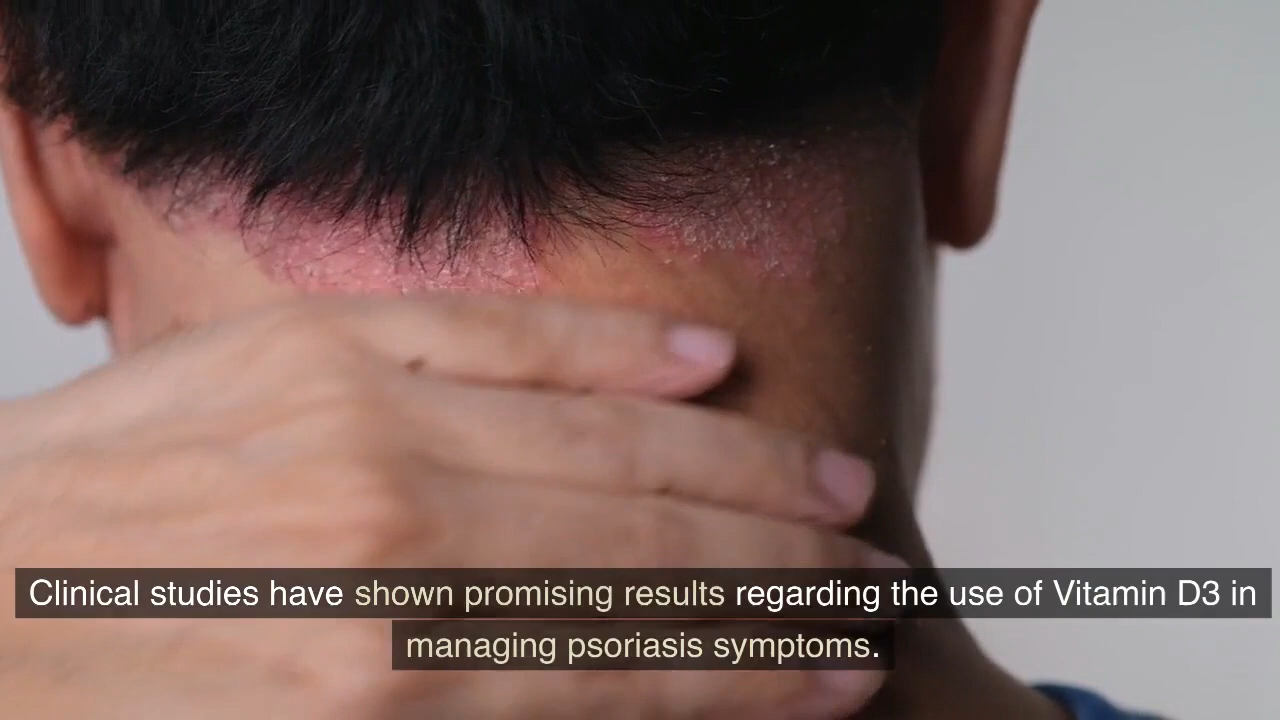 Clinical studies have shown promising results regarding the use of Vitamin D3 in
managing psoriasis symptoms.